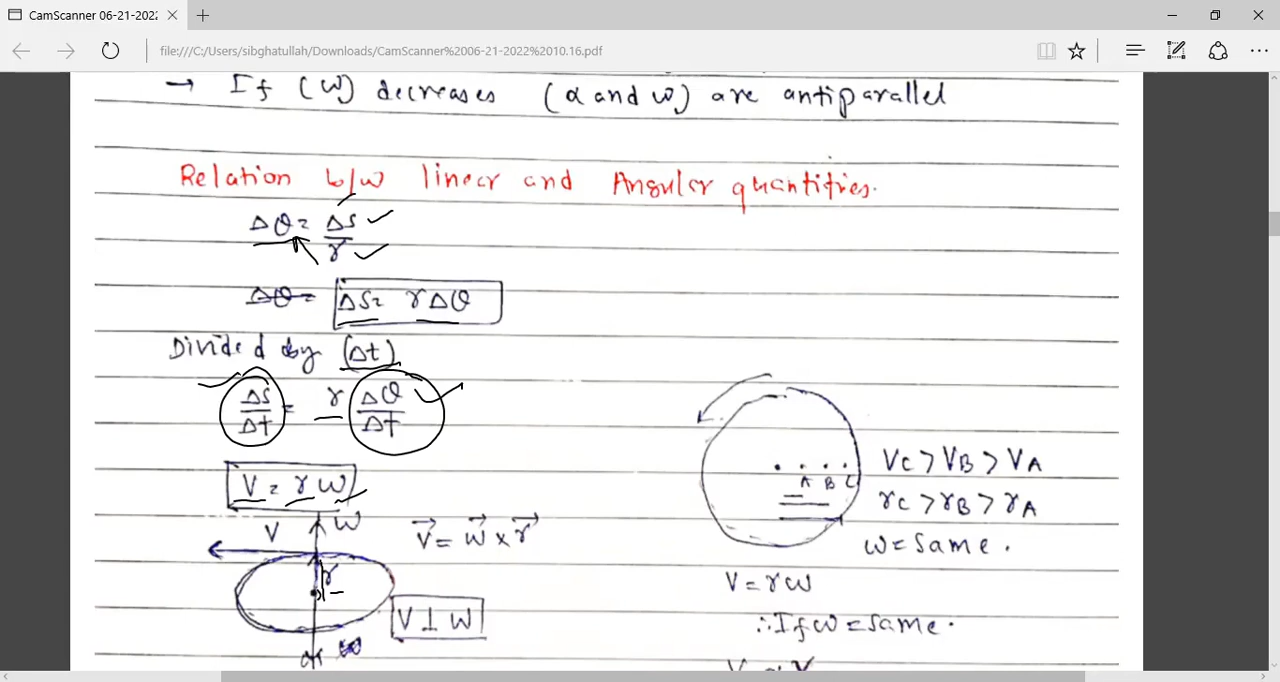 CamScanner 06-21-202
file:///C:/Users/sibghatullah/Downloads/CamScanner%2006-21-2022%2010.16.pdf
→ If (ω) decreases (α and ω) are antiparallel
Relation b/w linear and Angular quantities.
Δθ = Δs/r
Δθ =
Δs = rΔθ
Divided by (Δt)
Δs/Δt = r Δθ/Δt
V = rω
V
ω
r
V⃗ = ω⃗ × r⃗
V ⊥ ω
A B C
Vc > VB > VA
rc > rB > rA
ω = same.
V = rω
∴ If ω = same.